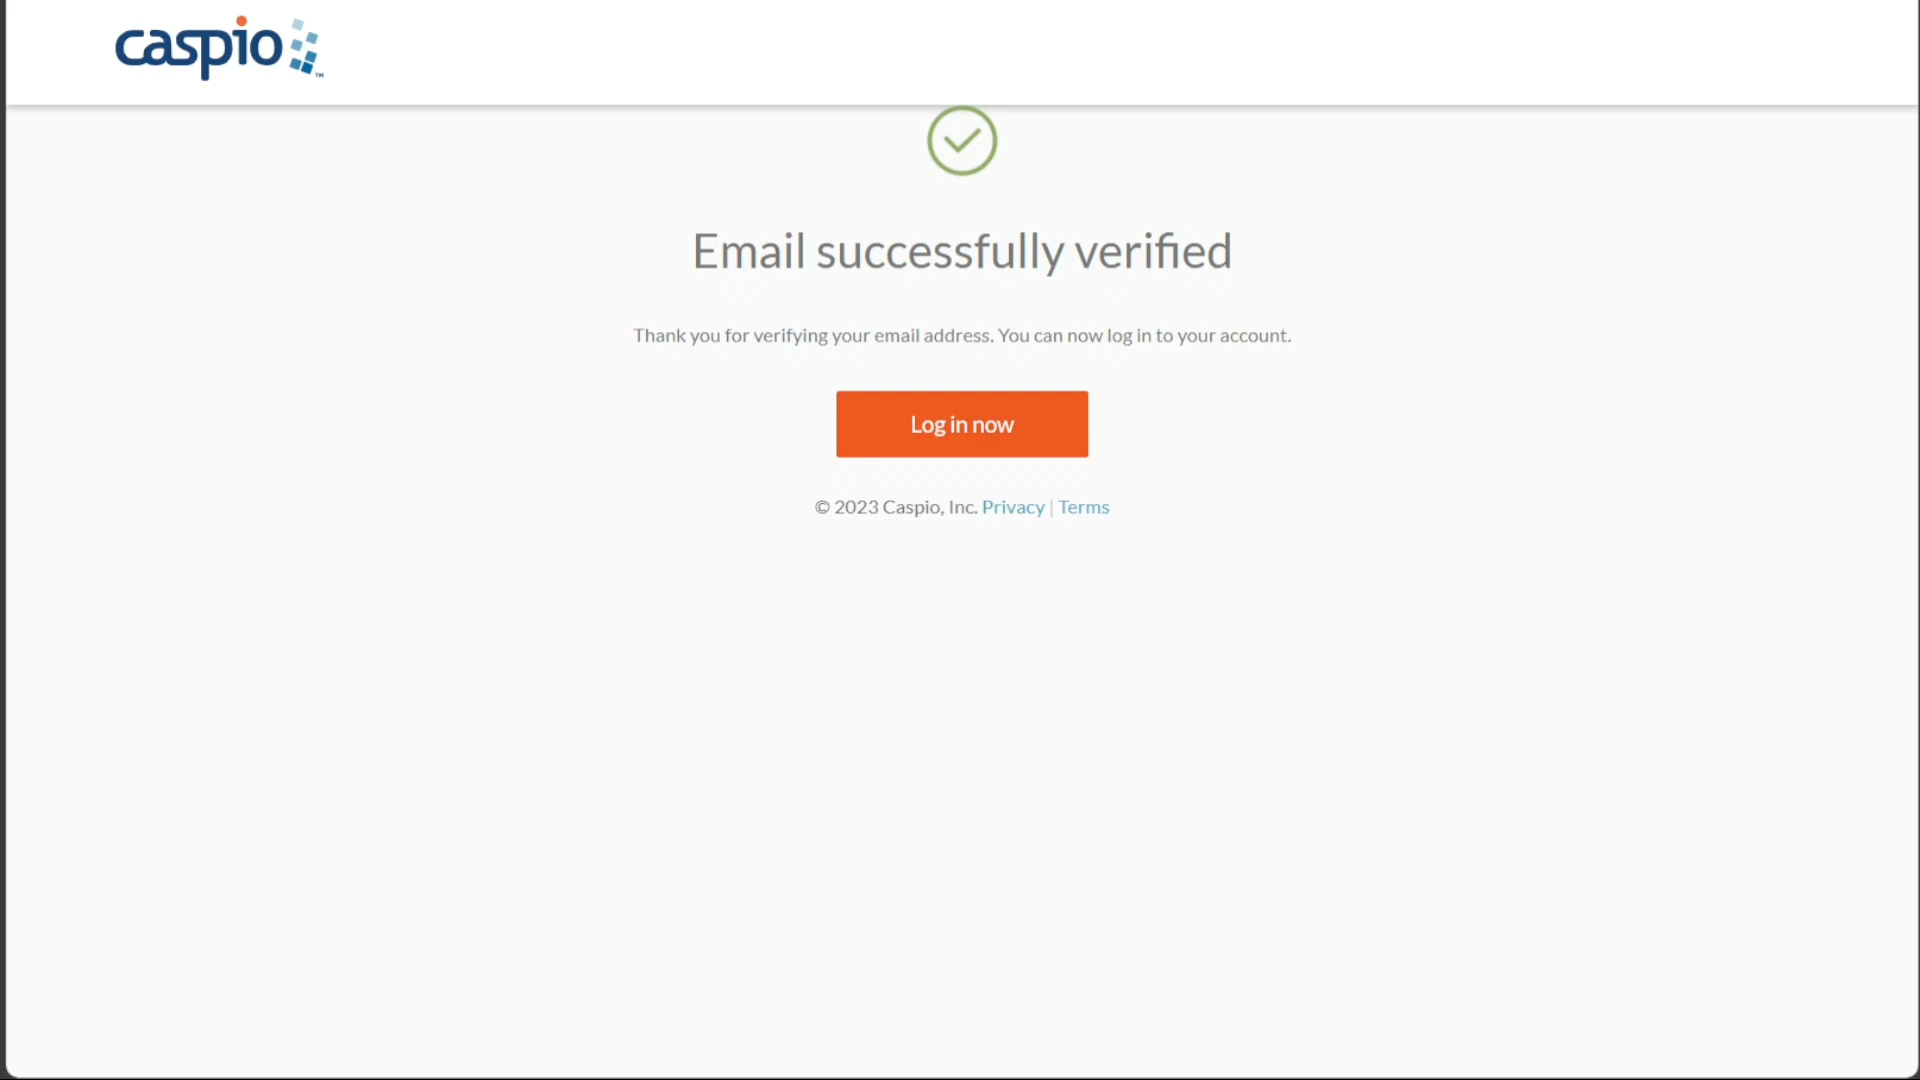 caspio™
Email successfully verified
Thank you for verifying your email address. You can now log in to your account.
Log in now
© 2023 Caspio, Inc. Privacy | Terms